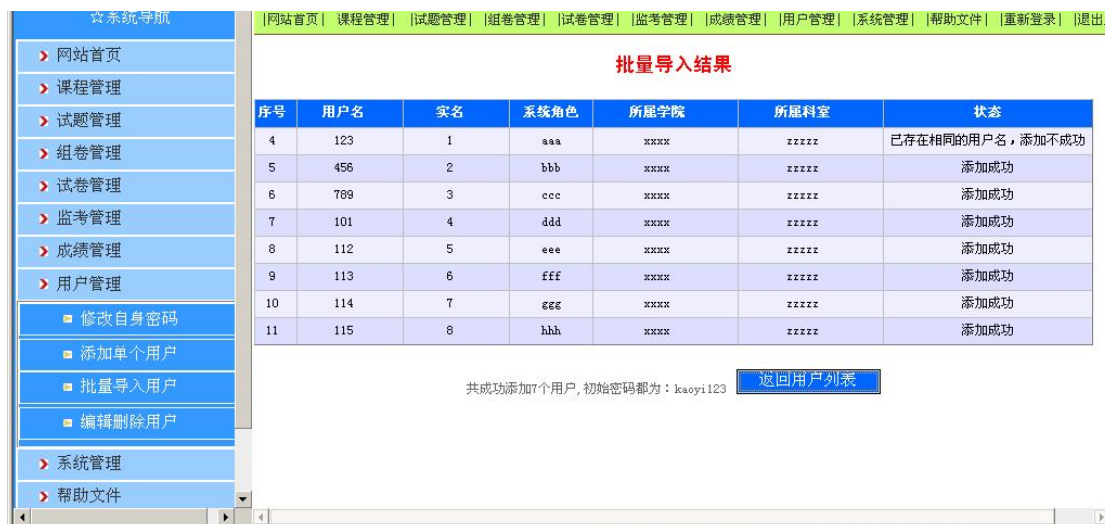 ☆系统导航
|网站首页| 课程管理| |试题管理| |组卷管理| |试卷管理| |监考管理| |成绩管理| |用户管理| |系统管理| |帮助文件| |重新登录| |退出
网站首页
课程管理
试题管理
组卷管理
试卷管理
监考管理
成绩管理
用户管理
修改自身密码
添加单个用户
批量导入用户
编辑删除用户
系统管理
帮助文件
批量导入结果
序号 用户名 实名 系统角色 所属学院 所属科室 状态
4 123 1 aaa xxxx zzzzz 已存在相同的用户名，添加不成功
5 456 2 bbb xxxx zzzzz 添加成功
6 789 3 ccc xxxx zzzzz 添加成功
7 101 4 ddd xxxx zzzzz 添加成功
8 112 5 eee xxxx zzzzz 添加成功
9 113 6 fff xxxx zzzzz 添加成功
10 114 7 ggg xxxx zzzzz 添加成功
11 115 8 hhh xxxx zzzzz 添加成功
共成功添加7个用户,初始密码都为：kaoyi123 返回用户列表